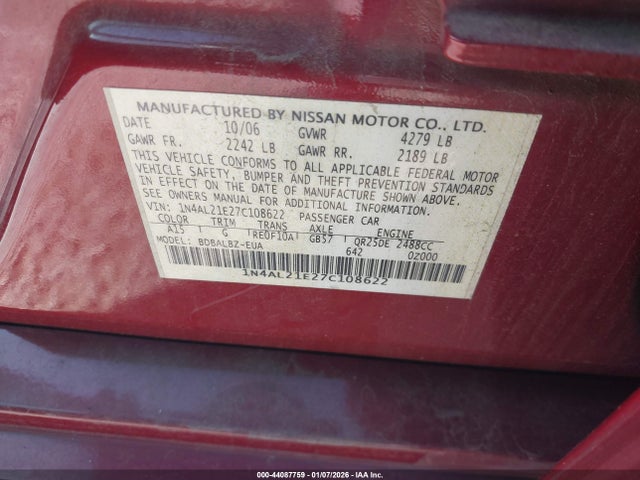 MANUFACTURED BY NISSAN MOTOR CO., LTD.
DATE 10/06 GVWR 4279 LB
GAWR FR. 2242 LB GAWR RR. 2189 LB
THIS VEHICLE CONFORMS TO ALL APPLICABLE FEDERAL MOTOR
VEHICLE SAFETY, BUMPER AND THEFT PREVENTION STANDARDS
IN EFFECT ON THE DATE OF MANUFACTURE SHOWN ABOVE.
SEE OWNERS MANUAL FOR ADDITIONAL INFORMATION.
VIN: 1N4AL21E27C108622 PASSENGER CAR
COLOR TRIM TRANS AXLE ENGINE
A15 G RE0F10A GB57 QR25DE 2488CC
MODEL: BDBALBZ-EUA 642 0Z000
1N4AL21E27C108622
000-44087759 - 01/07/2026 - IAA Inc.